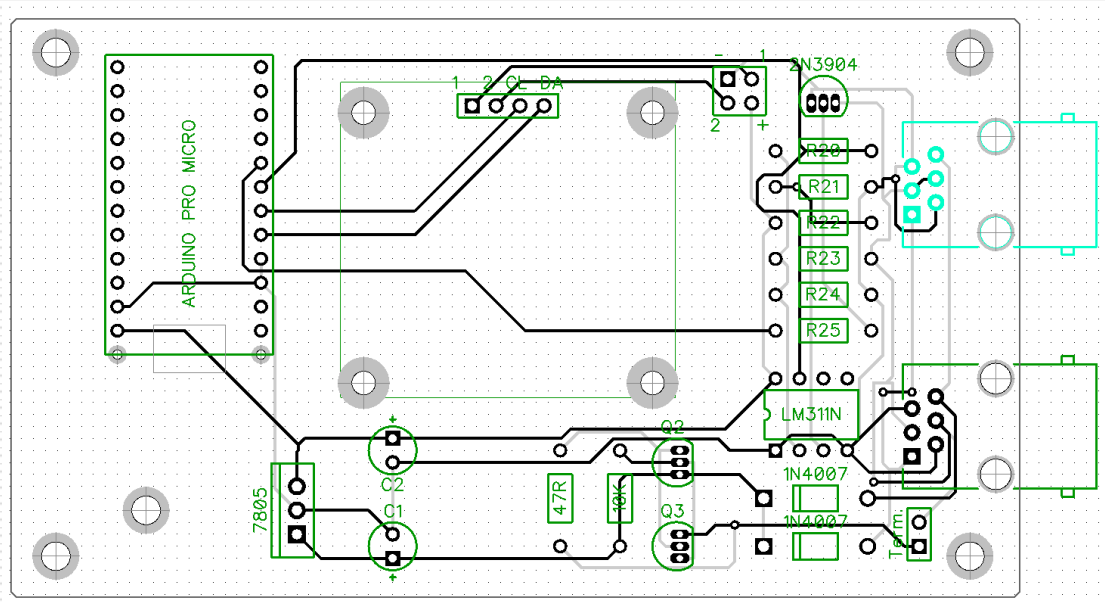 - 1
2N3904
1 2 CL DA
2 +
ARDUINO PRO MICRO
R20
R21
R22
R23
R24
R25
LM311N
+
C2
Q2
47R
10K
1N4007
7805
C1
Q3
1N4007
Term.
+